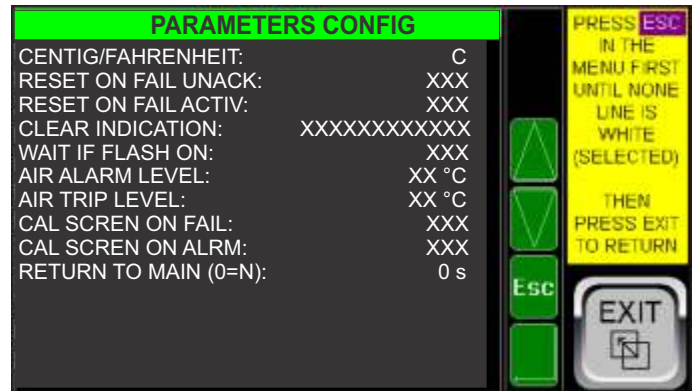 PARAMETERS CONFIG
CENTIG/FAHRENHEIT: C
RESET ON FAIL UNACK: XXX
RESET ON FAIL ACTIV: XXX
CLEAR INDICATION: XXXXXXXXXXXX
WAIT IF FLASH ON: XXX
AIR ALARM LEVEL: XX °C
AIR TRIP LEVEL: XX °C
CAL SCREN ON FAIL: XXX
CAL SCREN ON ALRM: XXX
RETURN TO MAIN (0=N): 0 s
Esc
PRESS ESC
IN THE
MENU FIRST
UNTIL NONE
LINE IS
WHITE
(SELECTED)
THEN
PRESS EXIT
TO RETURN
EXIT